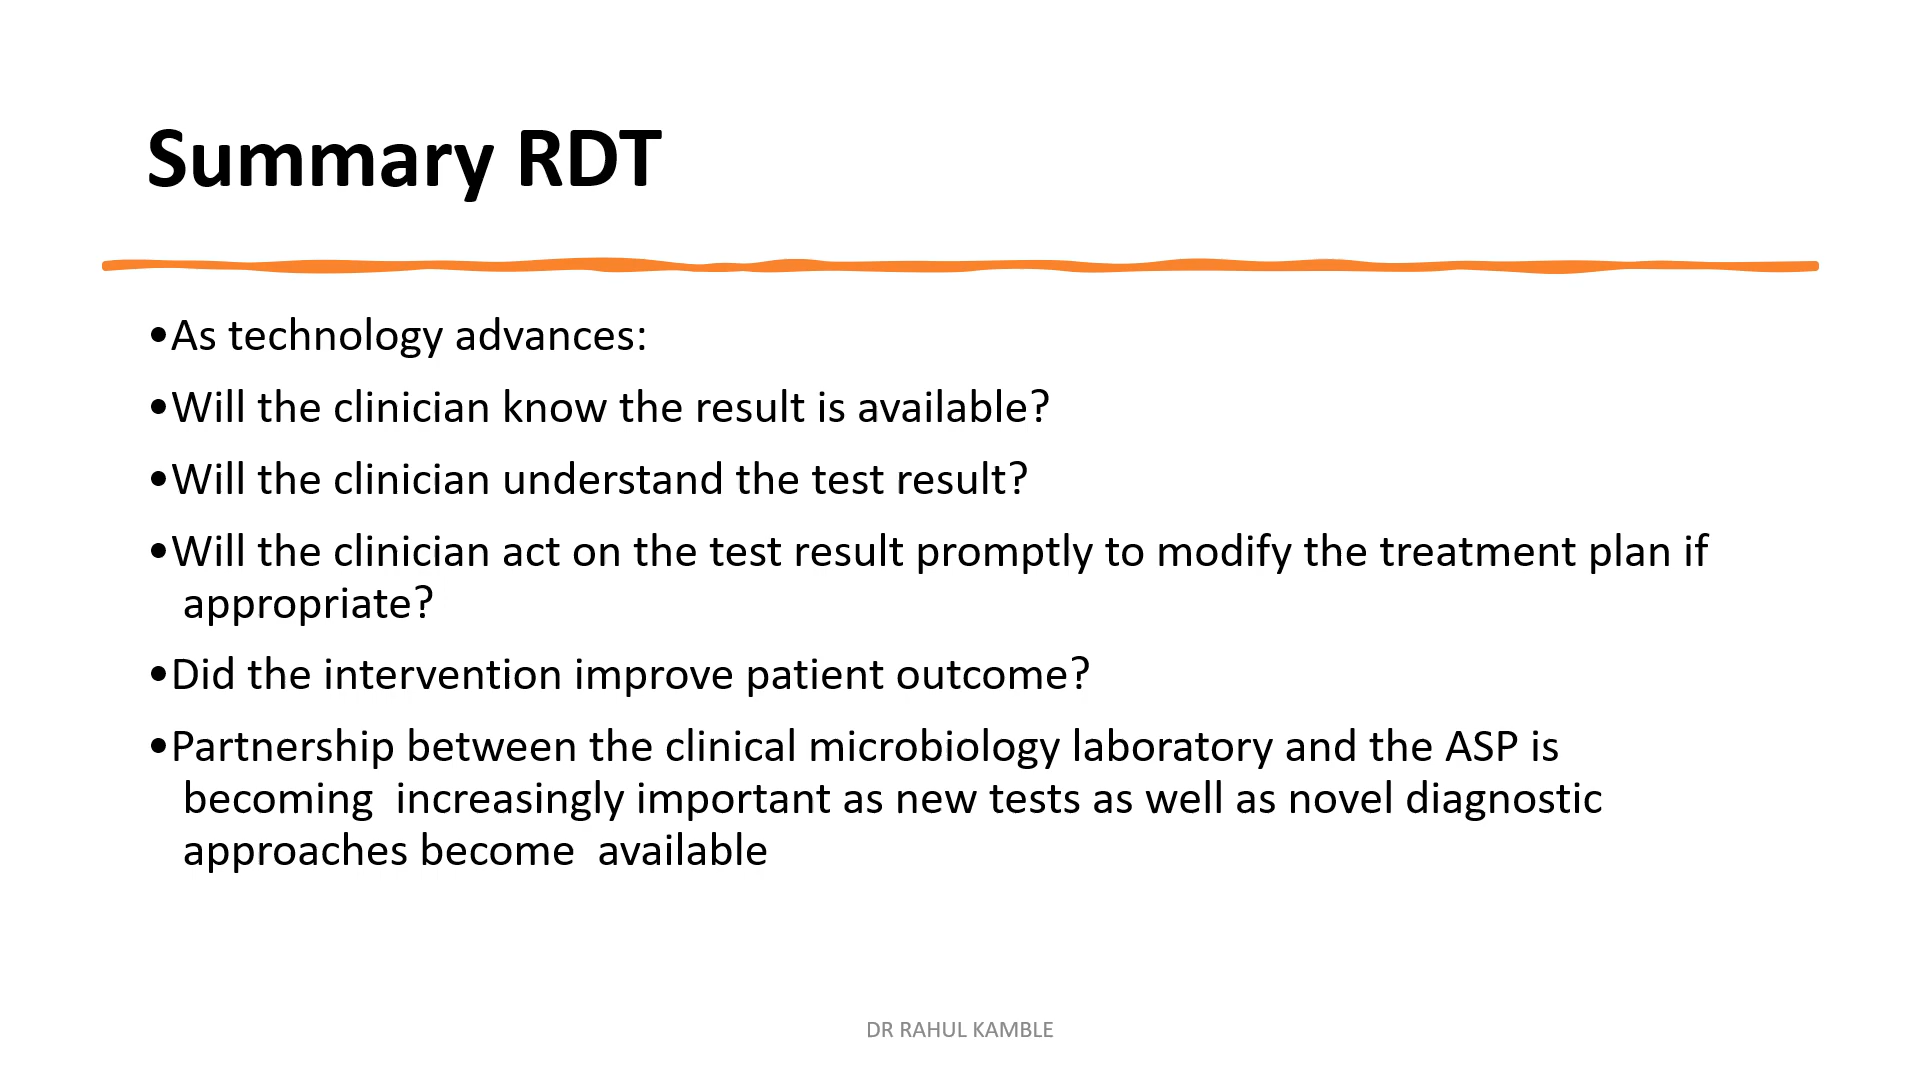 Summary RDT
•As technology advances:
•Will the clinician know the result is available?
•Will the clinician understand the test result?
•Will the clinician act on the test result promptly to modify the treatment plan if
appropriate?
•Did the intervention improve patient outcome?
•Partnership between the clinical microbiology laboratory and the ASP is
becoming  increasingly important as new tests as well as novel diagnostic
approaches become  available
DR RAHUL KAMBLE